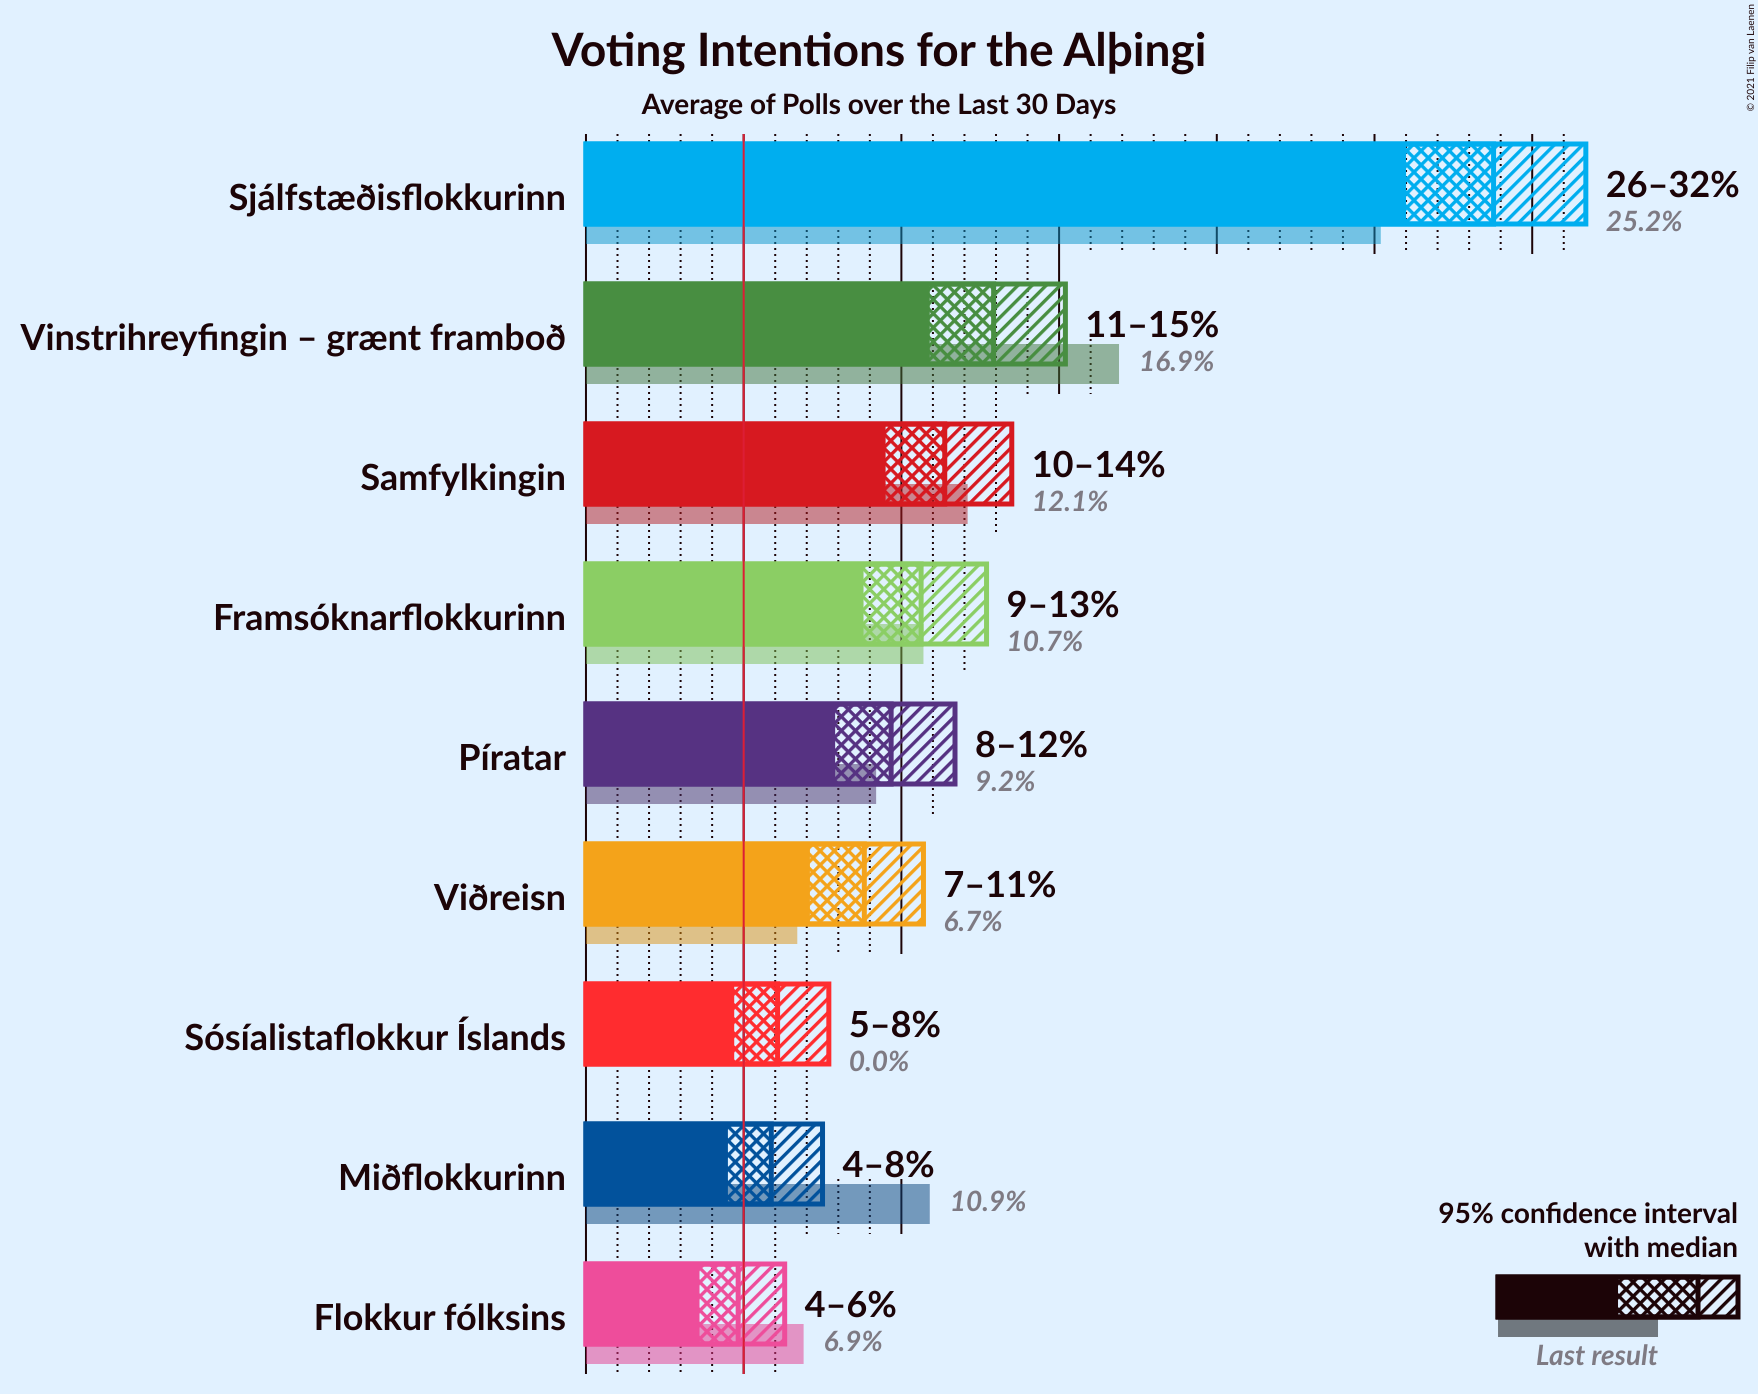 Voting Intentions for the Alþingi
Average of Polls over the Last 30 Days
© 2021 Filip van Laenen
Sjálfstæðisflokkurinn
26–32%
25.2%
Vinstrihreyfingin – grænt framboð
11–15%
16.9%
Samfylkingin
10–14%
12.1%
Framsóknarflokkurinn
9–13%
10.7%
Píratar
8–12%
9.2%
Viðreisn
7–11%
6.7%
Sósíalistaflokkur Íslands
5–8%
0.0%
Miðflokkurinn
4–8%
10.9%
Flokkur fólksins
4–6%
6.9%
95% confidence interval
with median
Last result